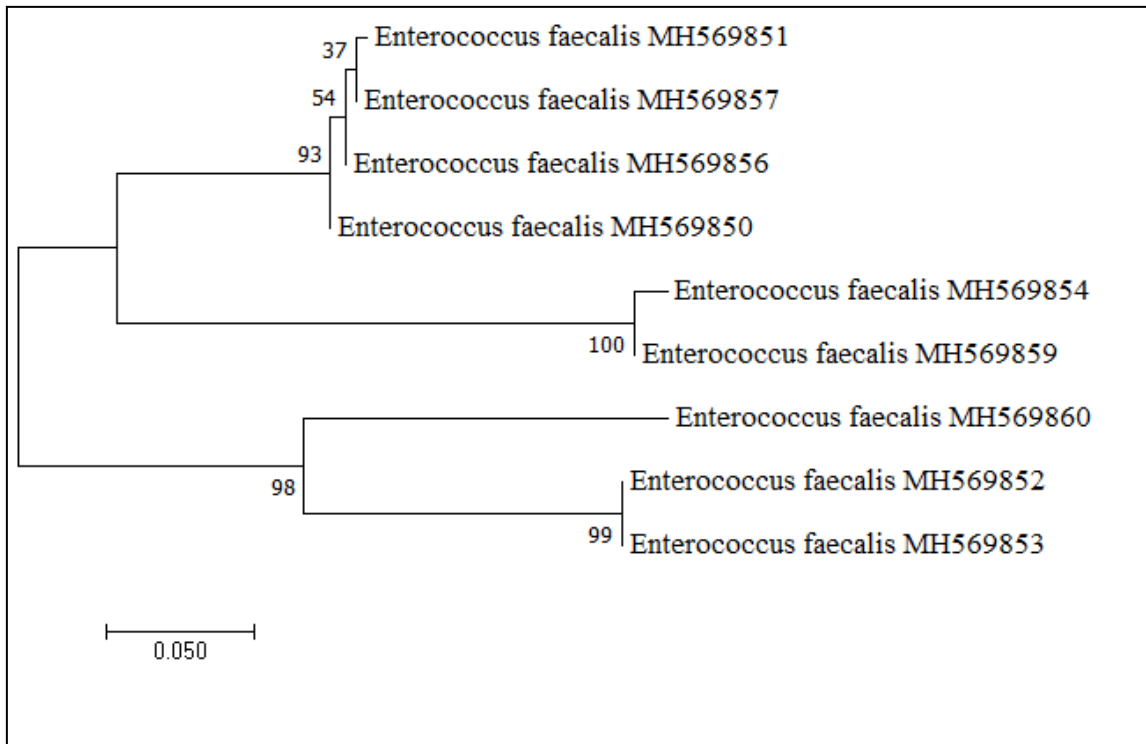 Enterococcus faecalis MH569851
37
Enterococcus faecalis MH569857
54
Enterococcus faecalis MH569856
93
Enterococcus faecalis MH569850
Enterococcus faecalis MH569854
100
Enterococcus faecalis MH569859
Enterococcus faecalis MH569860
98
Enterococcus faecalis MH569852
99
Enterococcus faecalis MH569853
0.050